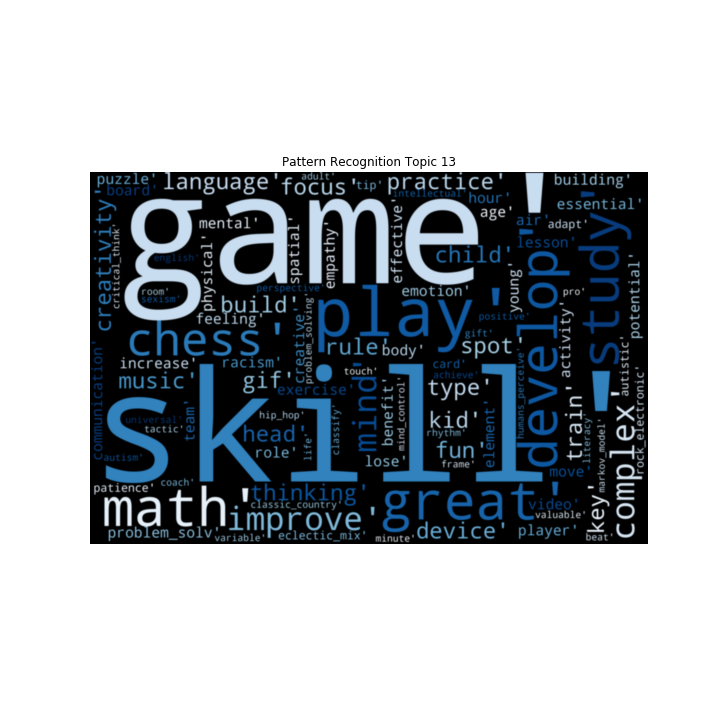 Pattern Recognition Topic 13
puzzle'
language'
adult'
focus'
tip'
practice'
building'
board'
intellectual'
hour'
essential'
creativity'
critical_think'
game'
mental'
age'
air'
adapt'
english'
physical'
spatial'
empathy'
effective'
child'
lesson'
study'
potential'
room'
sexism'
perspective'
emotion'
young'
pro'
build'
play'
positive'
develop'
feeling'
creative'
problem_solving'
gift'
activity'
chess'
rule'
body'
spot'
increase'
racism'
touch'
card'
achieve'
autistic'
rock_electronic'
music'
gif'
exercise'
mind'
benefit'
mind_control'
type'
humans_perceive'
communication'
skill'
universal'
tactic'
team'
hip_hop'
kid'
head'
life'
classify'
rhythm'
element'
train'
literacy'
markov_model'
complex'
role'
lose'
fun'
frame'
move'
autism'
coach'
patience'
thinking'
great'
video'
key'
math'
classic_country'
valuable'
improve'
device'
player'
problem_solv'
variable'
eclectic_mix'
minute'
beat'